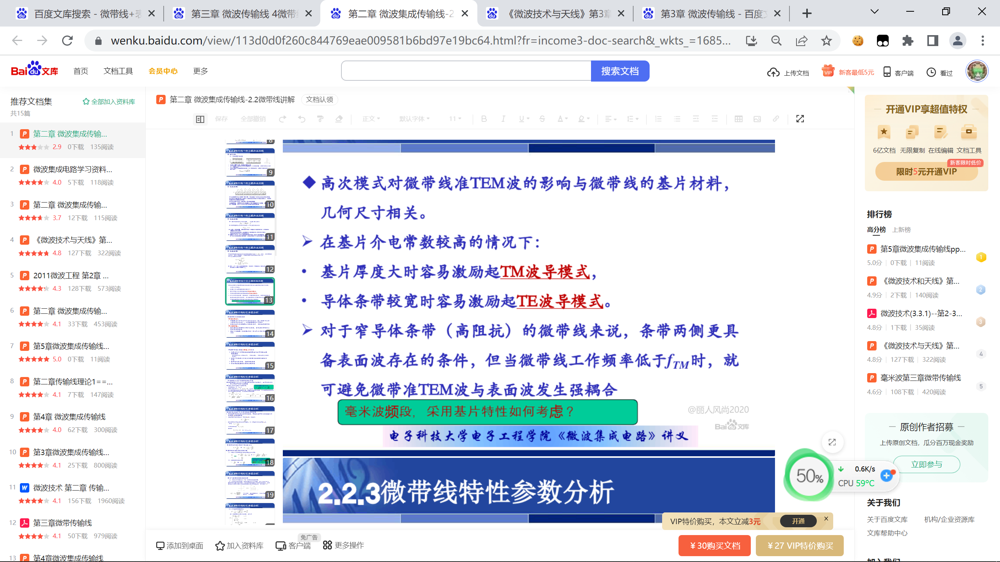 百度文库搜索 - 微带线+表
第三章 微波传输线 4微带线
第二章 微波集成传输线-2
《微波技术与天线》第3章
第3章 微波传输线 - 百度文
wenku.baidu.com/view/113d0d0f260c844769eae009581b6bd97e19bc64.html?fr=income3-doc-search&_wkts_=1685...
Bai du 文库
首页
文档工具
会员中心
更多
搜索文档
上传文档
VIP
新客最低5元
客户端
看过
推荐文档集
全部加入资料库
共15篇
1 第二章 微波集成传输...
2.9 0下载 135阅读
2 微波集成电路学习资料...
4.0 5下载 118阅读
3 第二章 微波集成传输...
3.7 12下载 115阅读
4 《微波技术与天线》第...
4.8 127下载 322阅读
5 2011微波工程 第2章 ...
4.3 128下载 573阅读
6 第二章 微波集成传输...
4.1 33下载 453阅读
7 第5章微波集成传输线...
5.0 0下载 11阅读
8 第二章传输线理论1==...
4.1 7下载 147阅读
9 第4章 微波集成传输线
4.0 62下载 300阅读
10 第3章微波集成传输线...
4.1 25下载 800阅读
11 微波技术 第二章 传输...
4.1 156下载 1960阅读
12 第三章微带传输线
4.1 50下载 979阅读
13 第4章微波集成传输线
第二章 微波集成传输线-2.2微带线讲解
文档认领
保存
全部撤销
正文
默认字体
11
8
9
10
11
12
13
14
15
16
17
18
19
◆ 高次模式对微带线准TEM波的影响与微带线的基片材料，
几何尺寸相关。
➢ 在基片介电常数较高的情况下：
• 基片厚度大时容易激励起TM波导模式，
• 导体条带较宽时容易激励起TE波导模式。
➢ 对于窄导体条带（高阻抗）的微带线来说，条带两侧更具
备表面波存在的条件，但当微带线工作频率低于fTM时，就
可避免微带准TEM波与表面波发生强耦合
毫米波频段，采用基片特性如何考虑？
@丽人风尚2020
Bai du 文库
电子科技大学电子工程学院《微波集成电路》讲义
2.2.3微带线特性参数分析
VIP特价购买，本文立减3元
开通
添加到桌面
加入资料库
客户端
免广告
更多操作
¥30购买文档
¥27 VIP特价购买
开通VIP享超值特权
6亿文档 无限复制 在线编辑 文档工具
新客限时低价
限时5元开通VIP
排行榜
高分榜 上新榜
第5章微波集成传输线pp...
5.0分 0下载 11阅读
1
《微波技术和天线》第...
4.9分 2下载 140阅读
2
微波技术(3.3.1)--第2-3...
4.8分 1下载 35阅读
3
《微波技术与天线》第...
4.8分 127下载 322阅读
4
毫米波第三章微带传输线
4.6分 108下载 420阅读
5
原创作者招募
上传原创文档，瓜分百万现金奖励
立即参与
50%
0.6K/s
CPU 59°C
关于我们
关于百度文库
机构/企业资源库
文库帮助中心
加入我们